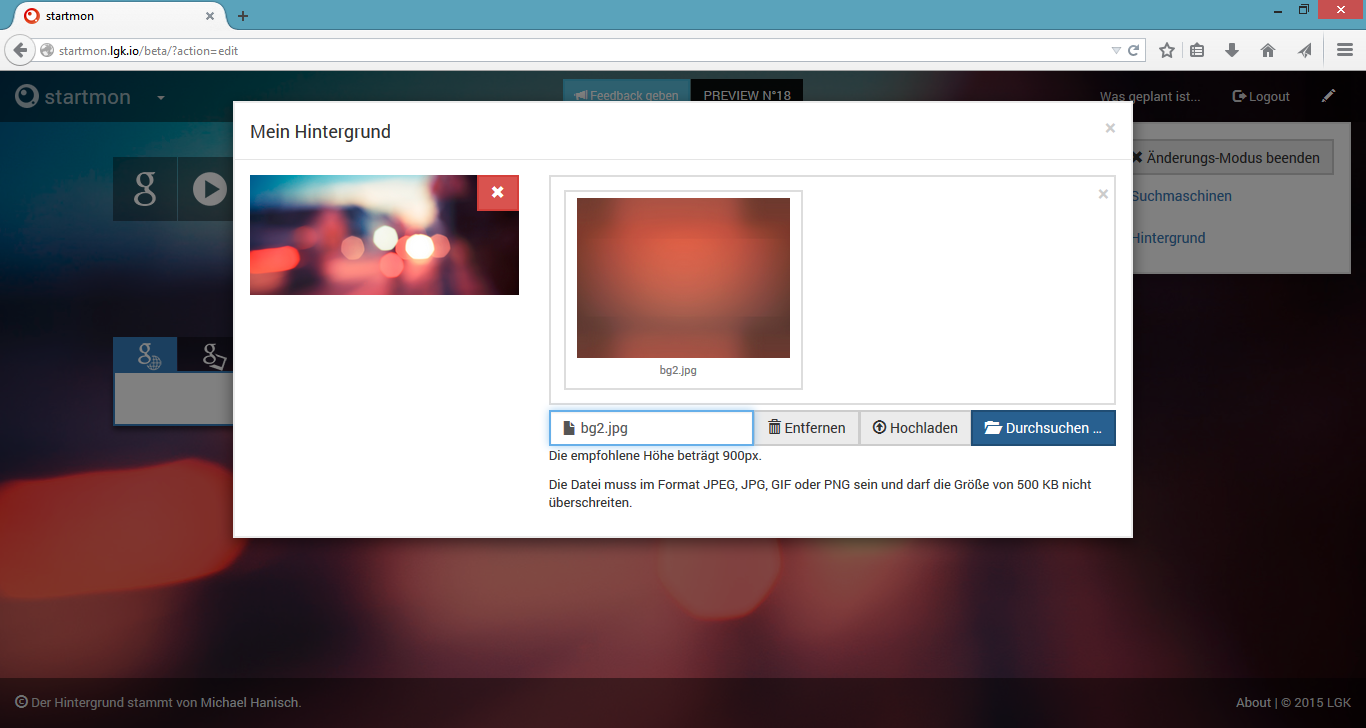 startmon
startmon.lgk.io/beta/?action=edit
startmon
Feedback geben
PREVIEW N°18
Was geplant ist...
Logout
Mein Hintergrund
Änderungs-Modus beenden
Suchmaschinen
Hintergrund
bg2.jpg
bg2.jpg
Entfernen
Hochladen
Durchsuchen ...
Die empfohlene Höhe beträgt 900px.
Die Datei muss im Format JPEG, JPG, GIF oder PNG sein und darf die Größe von 500 KB nicht
überschreiten.
© Der Hintergrund stammt von Michael Hanisch.
About | © 2015 LGK